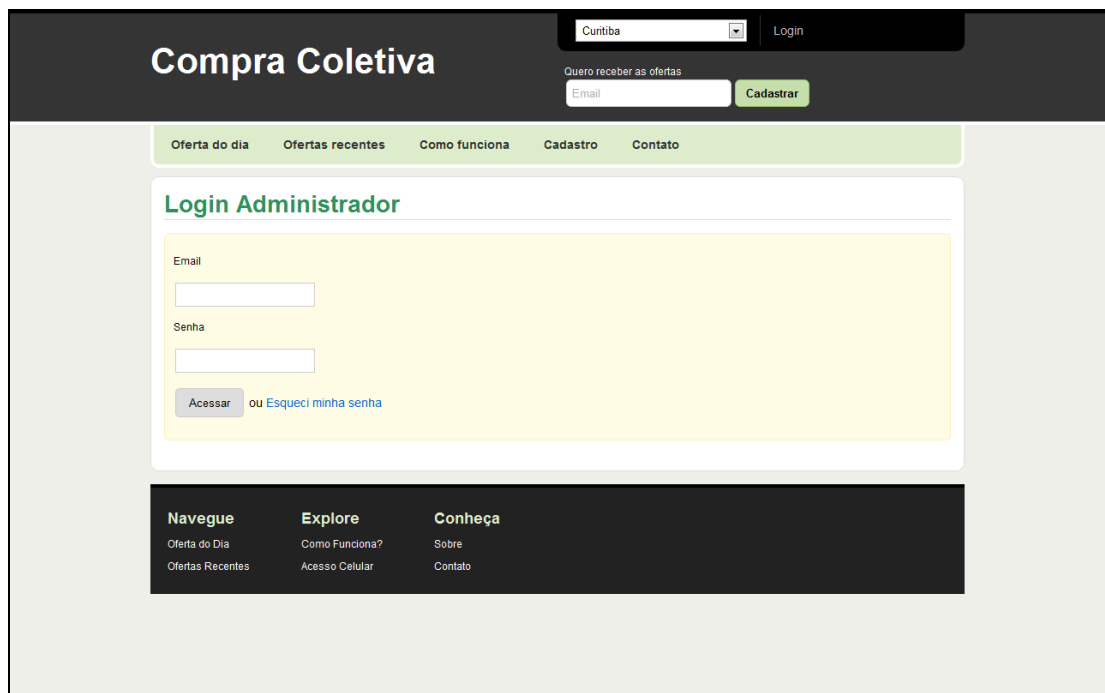 Curitiba
Login
Compra Coletiva
Quero receber as ofertas
Email
Cadastrar
Oferta do dia Ofertas recentes Como funciona Cadastro Contato
Login Administrador
Email
Senha
Acessar ou Esqueci minha senha
Navegue Explore Conheça
Oferta do Dia Como Funciona? Sobre
Ofertas Recentes Acesso Celular Contato